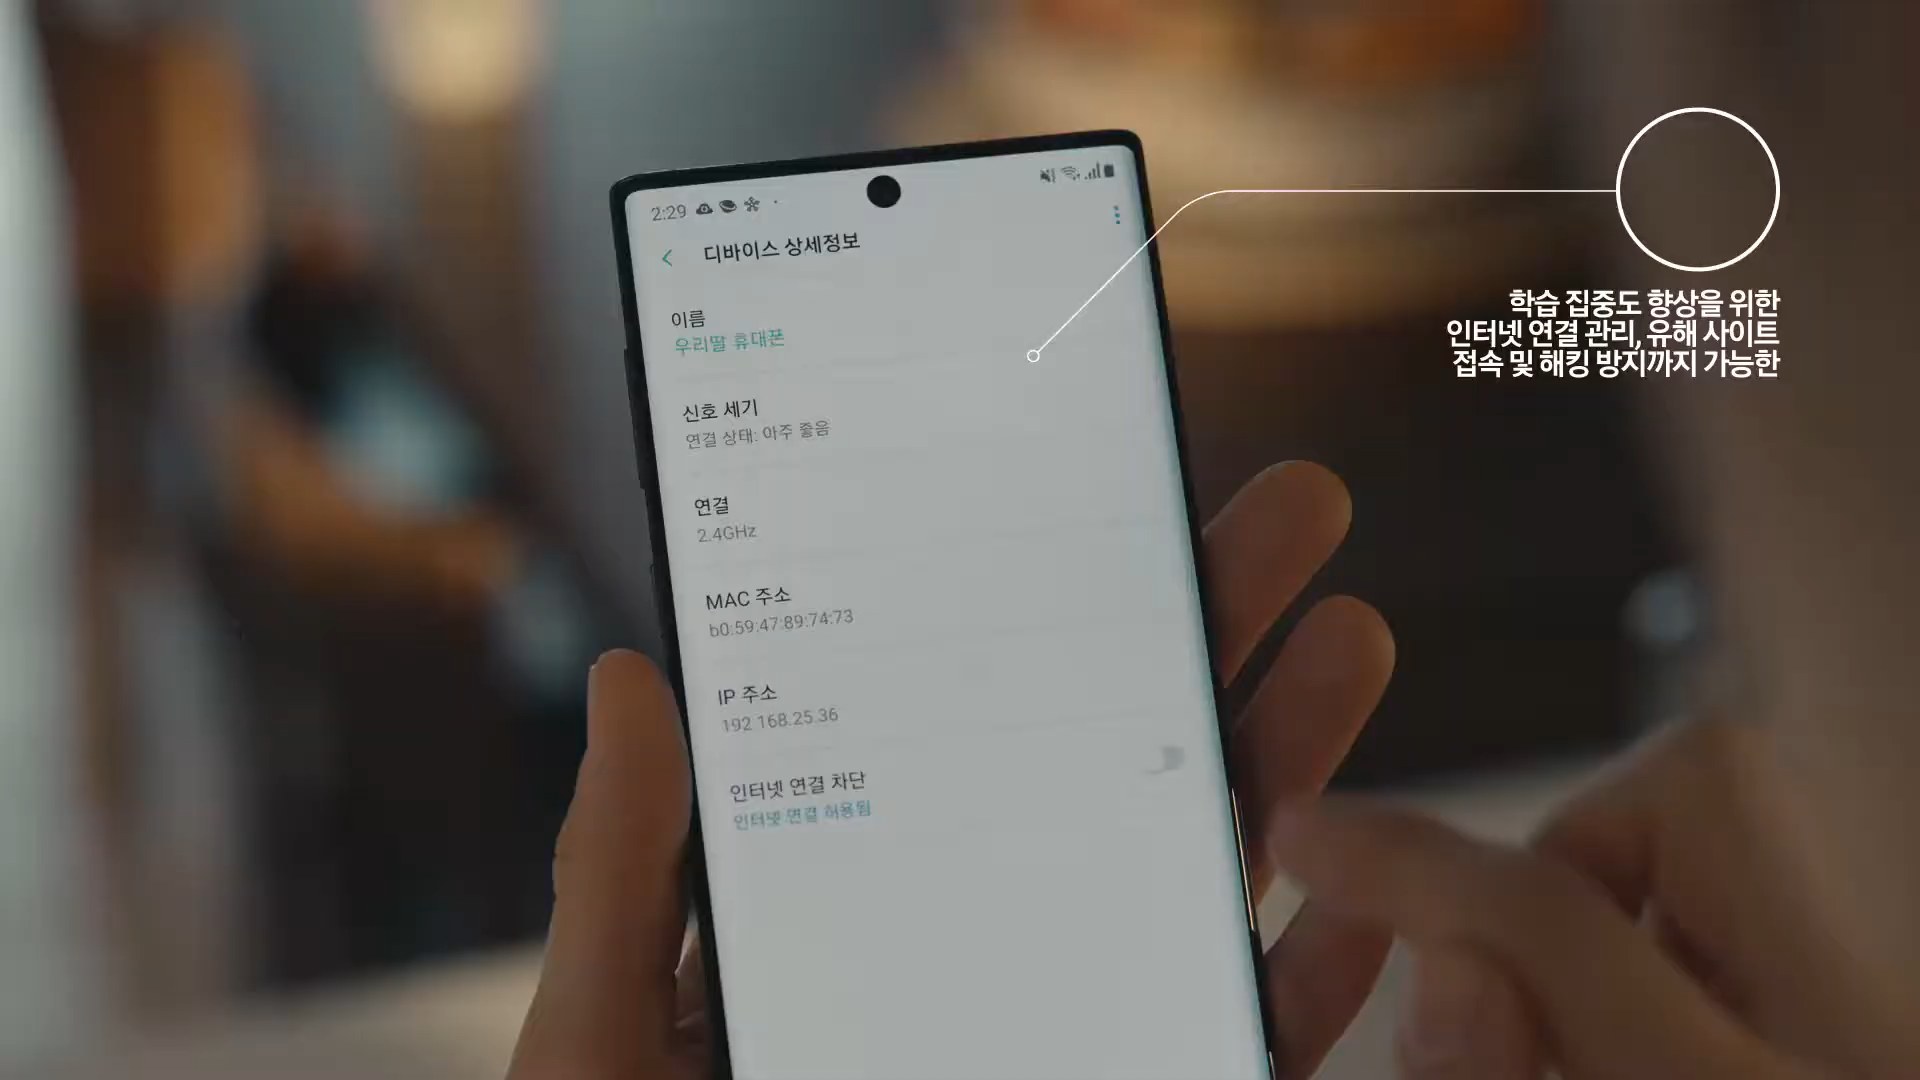 2:29
디바이스 상세정보
이름
우리딸 휴대폰
신호 세기
연결 상태: 아주 좋음
연결
2.4GHz
MAC 주소
b0:59:47:89:74:73
IP 주소
192.168.25.36
인터넷 연결 차단
인터넷 연결 허용됨
학습 집중도 향상을 위한
인터넷 연결 관리, 유해 사이트
접속 및 해킹 방지까지 가능한